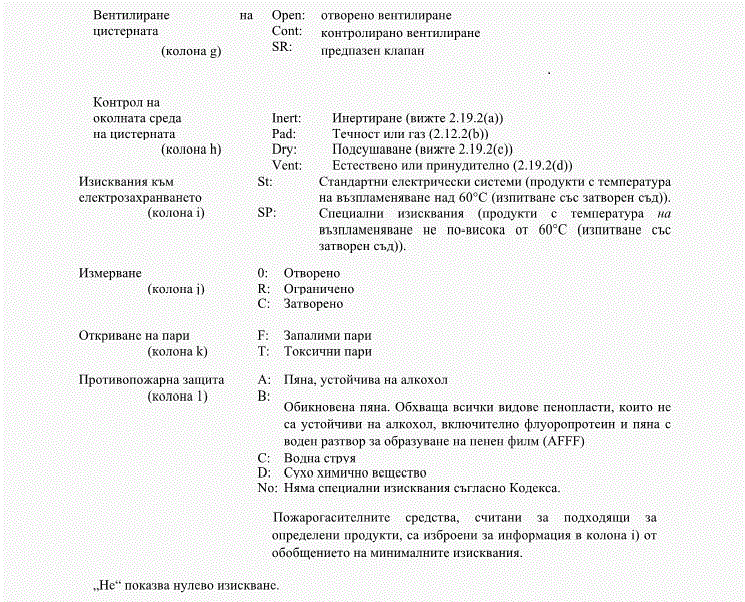 Вентилиране на Open: отворено вентилиране
цистерната Cont: контролирано вентилиране
(колона g) SR: предпазен клапан
.
Контрол на
околната среда
на цистерната Inert: Инертиране (вижте 2.19.2(a))
Pad: Течност или газ (2.12.2(b))
(колона h) Dry: Подсушаване (вижте 2.19.2(c))
Vent: Естествено или принудително (2.19.2(d))
Изисквания към St: Стандартни електрически системи (продукти с температура
електрозахранването на възпламеняване над 60°C (изпитване със затворен съд)).
(колона i) SP: Специални изисквания (продукти с температура на
възпламеняване не по-висока от 60°C (изпитване със
затворен съд)).
Измерване 0: Отворено
(колона j) R: Ограничено
C: Затворено
Откриване на пари F: Запалими пари
(колона k) T: Токсични пари
Противопожарна защита A: Пяна, устойчива на алкохол
(колона 1) B:
Обикновена пяна. Обхваща всички видове пенопласти, които не
са устойчиви на алкохол, включително флуоропротеин и пяна с
воден разтвор за образуване на пенен филм (AFFF)
C: Водна струя
D: Сухо химично вещество
No: Няма специални изисквания съгласно Кодекса.
Пожарогасителните средства, считани за подходящи за
определени продукти, са изброени за информация в колона i) от
обобщението на минималните изисквания.
„Не“ показва нулево изискване.